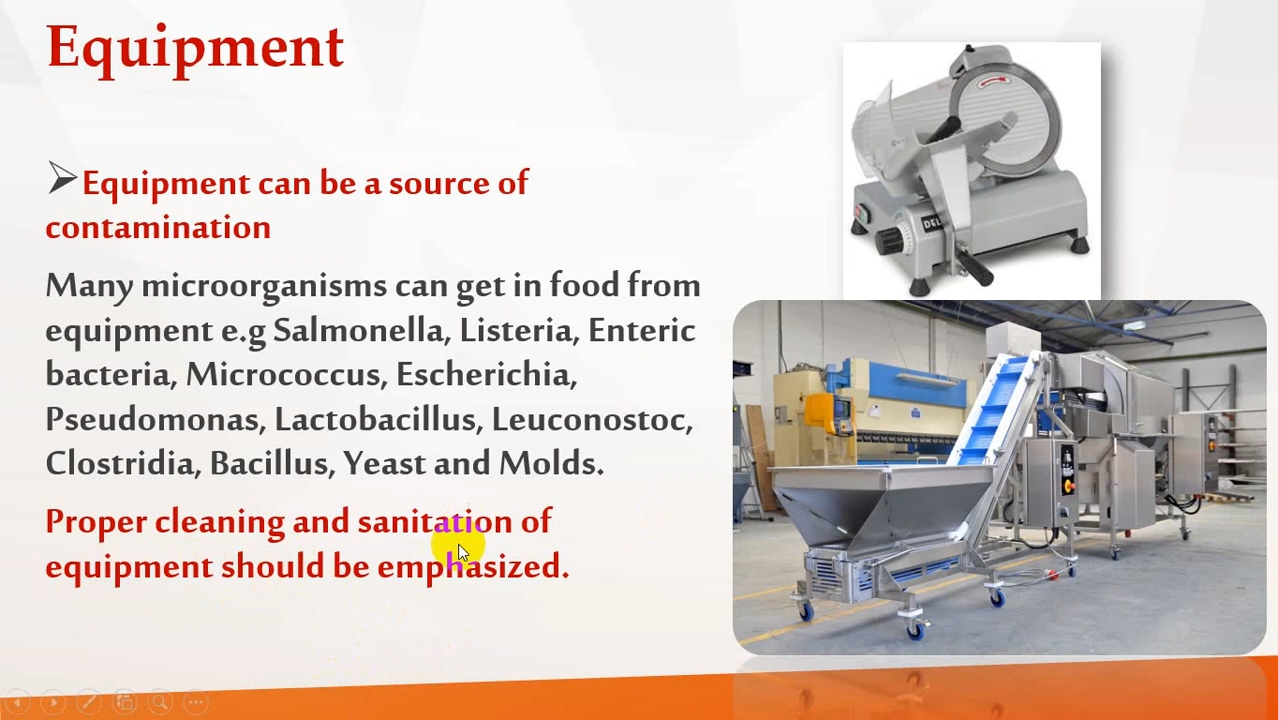 Equipment
Equipment can be a source of
contamination
Many microorganisms can get in food from
equipment e.g Salmonella, Listeria, Enteric
bacteria, Micrococcus, Escherichia,
Pseudomonas, Lactobacillus, Leuconostoc,
Clostridia, Bacillus, Yeast and Molds.
Proper cleaning and sanitation of
equipment should be emphasized.